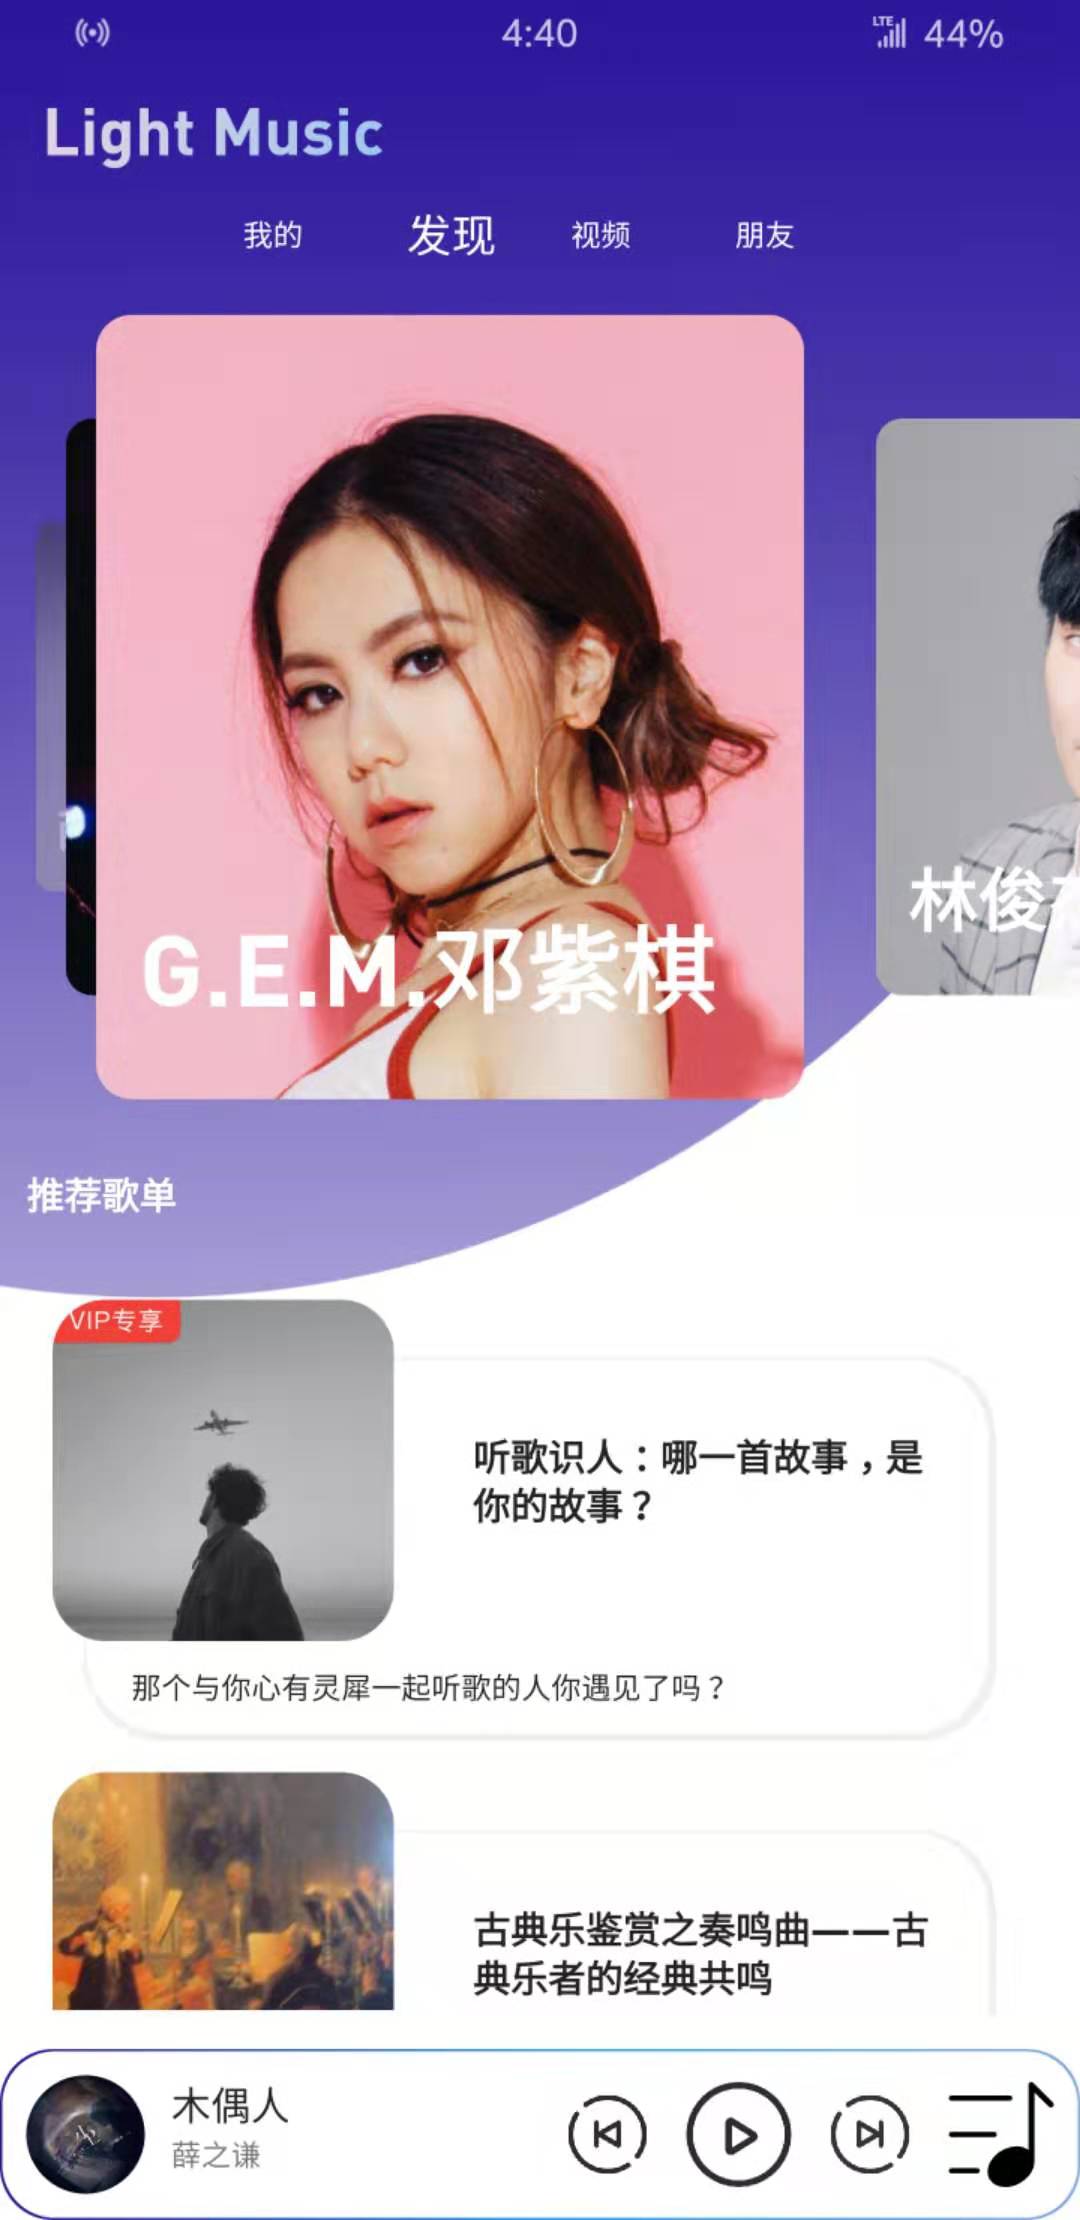 4:40
LTE
44%
Light Music
我的
发现
视频
朋友
G.E.M.邓紫棋
林俊
推荐歌单
VIP专享
听歌识人：哪一首故事，是
你的故事？
那个与你心有灵犀一起听歌的人你遇见了吗？
古典乐鉴赏之奏鸣曲——古
典乐者的经典共鸣
木偶人
薛之谦